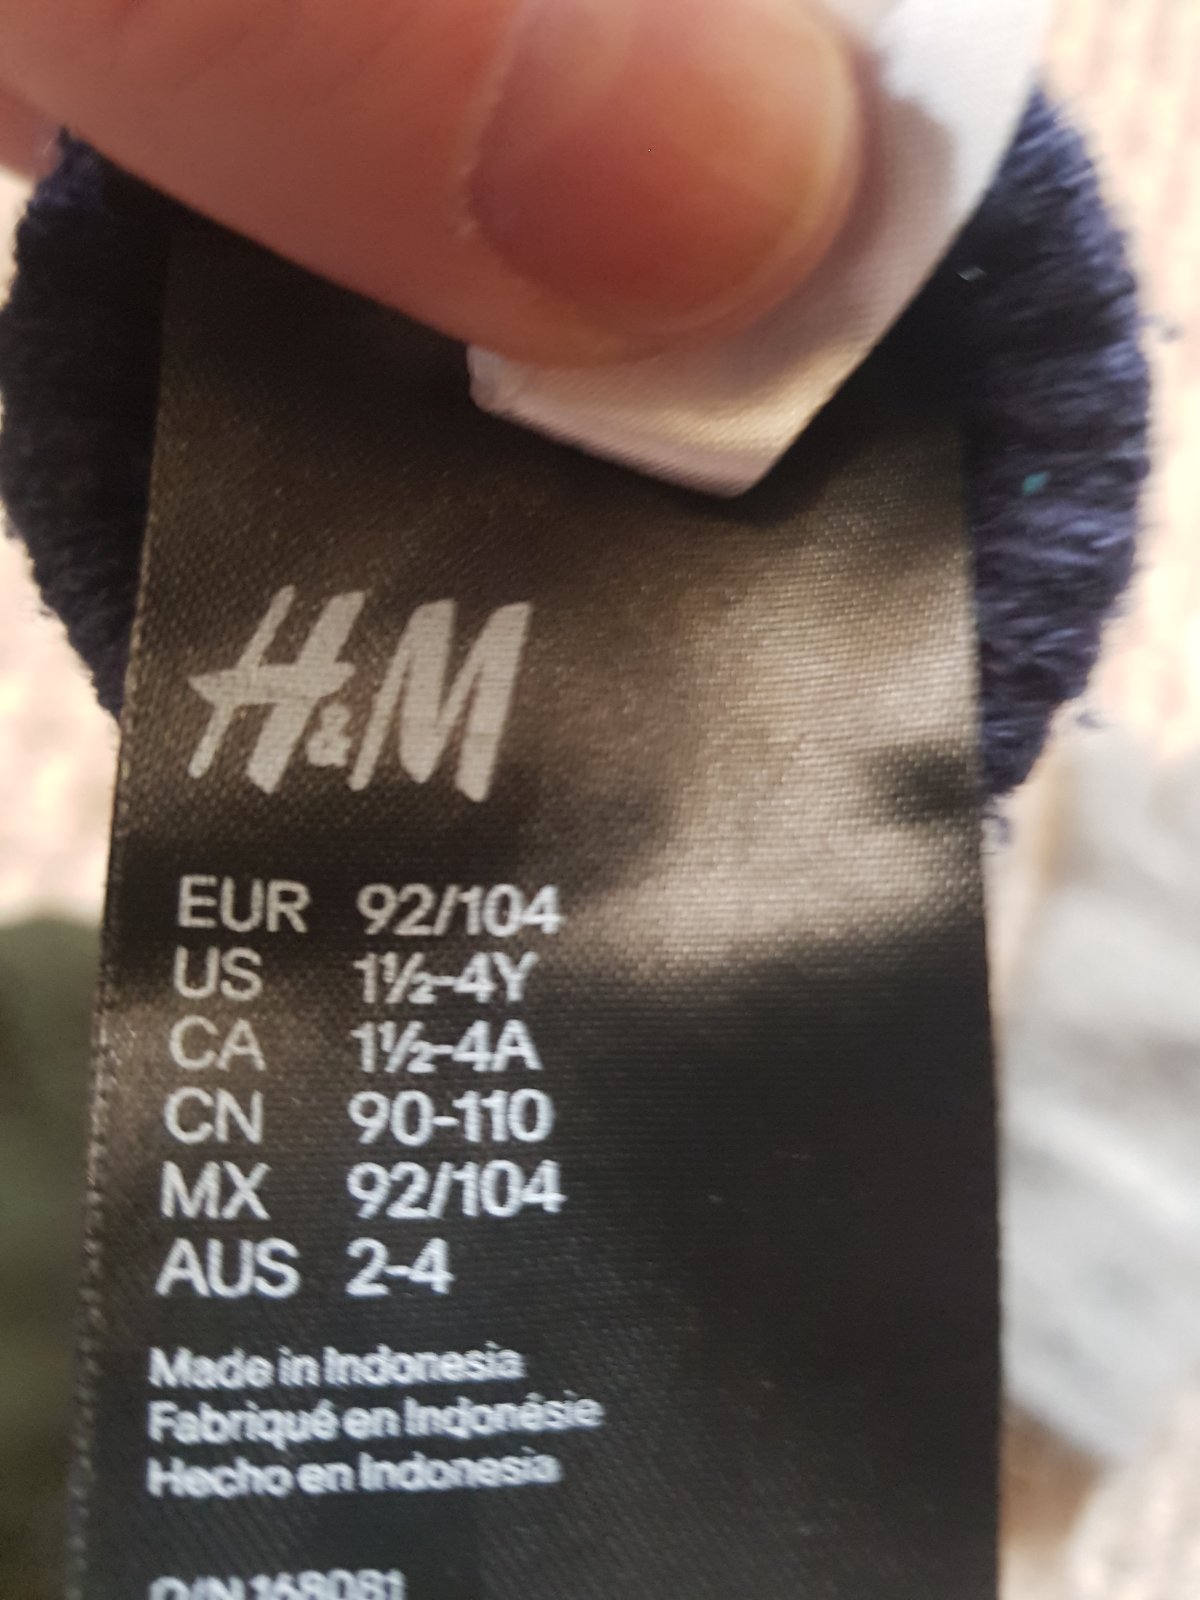 H&M
EUR 92/104
US 1½-4Y
CA 1½-4A
CN 90-110
MX 92/104
AUS 2-4
Made in Indonesia
Fabriqué en Indonésie
Hecho en Indonesia
O/N 168081